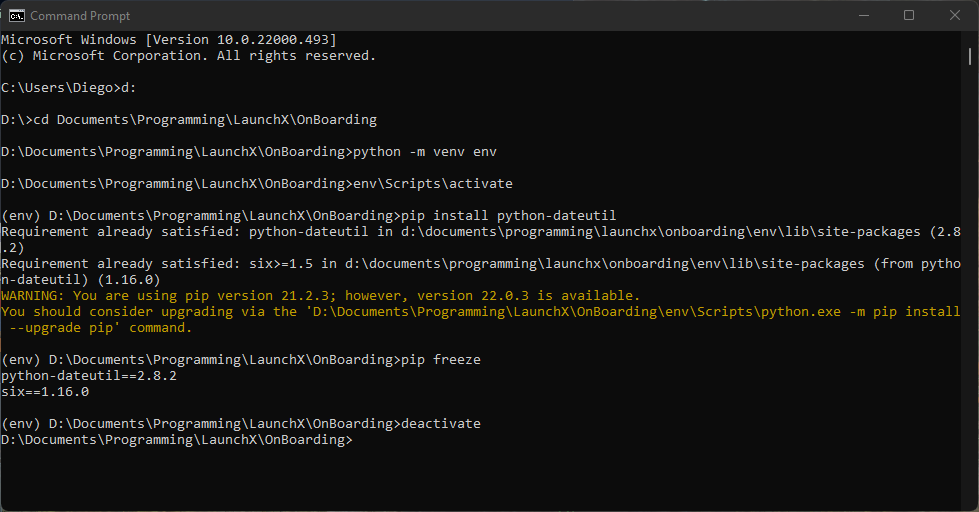 Command Prompt
Microsoft Windows [Version 10.0.22000.493]
(c) Microsoft Corporation. All rights reserved.
C:\Users\Diego>d:
D:\>cd Documents\Programming\LaunchX\OnBoarding
D:\Documents\Programming\LaunchX\OnBoarding>python -m venv env
D:\Documents\Programming\LaunchX\OnBoarding>env\Scripts\activate
(env) D:\Documents\Programming\LaunchX\OnBoarding>pip install python-dateutil
Requirement already satisfied: python-dateutil in d:\documents\programming\launchx\onboarding\env\lib\site-packages (2.8
.2)
Requirement already satisfied: six>=1.5 in d:\documents\programming\launchx\onboarding\env\lib\site-packages (from pytho
n-dateutil) (1.16.0)
WARNING: You are using pip version 21.2.3; however, version 22.0.3 is available.
You should consider upgrading via the 'D:\Documents\Programming\LaunchX\OnBoarding\env\Scripts\python.exe -m pip install
 --upgrade pip' command.
(env) D:\Documents\Programming\LaunchX\OnBoarding>pip freeze
python-dateutil==2.8.2
six==1.16.0
(env) D:\Documents\Programming\LaunchX\OnBoarding>deactivate
D:\Documents\Programming\LaunchX\OnBoarding>